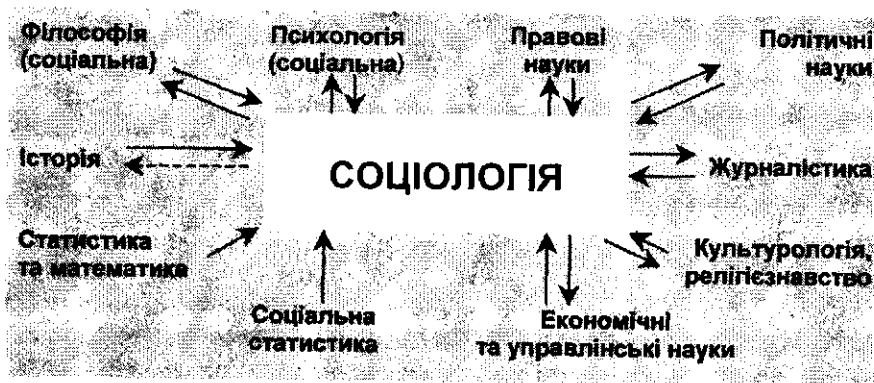 Філософія
(соціальна)
Психологія
(соціальна)
Правові
науки
Політичні
науки
Історія
СОЦІОЛОГІЯ
Журналістика
Статистика
та математика
Культурологія,
релігієзнавство
Соціальна
статистика
Економічні
та управлінські науки